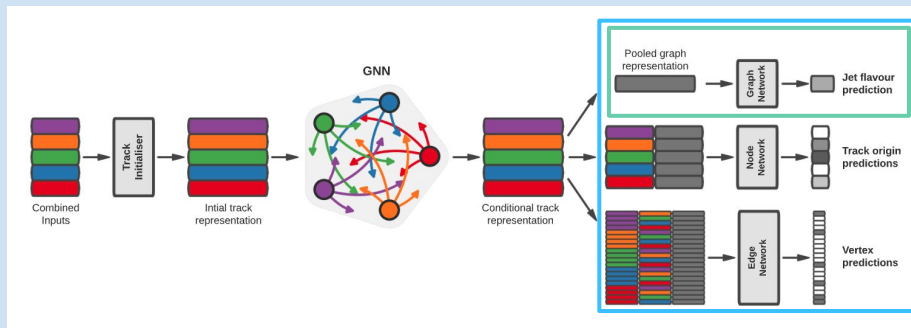 Combined
Inputs
Track
Initialiser
Intial track
representation
GNN
Conditional track
representation
Pooled graph
representation
Graph
Network
Jet flavour
prediction
Node
Network
Track origin
predictions
Edge
Network
Vertex
predictions